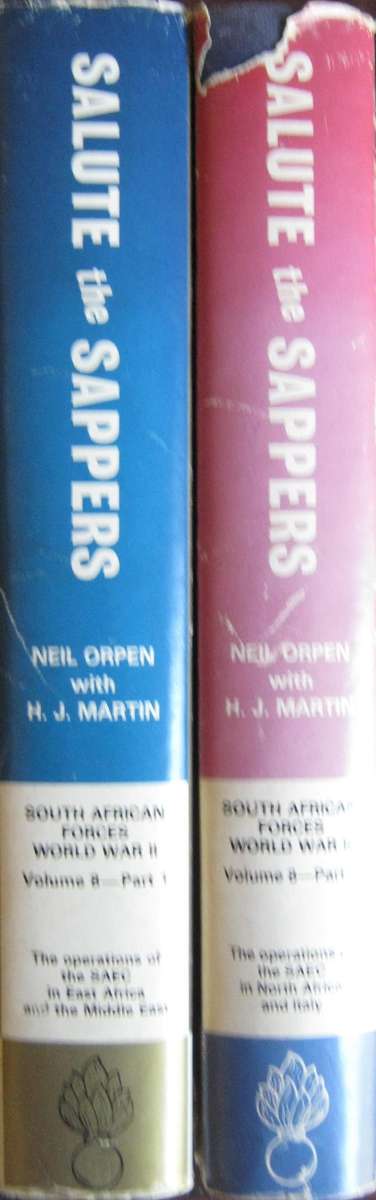 SALUTE the SAPPERS
NEIL ORPEN
with
H. J. MARTIN
SOUTH AFRICAN
FORCES
WORLD WAR II
Volume 8—Part 1
The operations of
the SAEC
in East Africa
and the Middle East
SALUTE the SAPPERS
NEIL ORPEN
with
H. J. MARTIN
SOUTH AFRICA
FORCES
WORLD WAR I
Volume 8—Part
The operations
the SAEC
in North Africa
and Italy